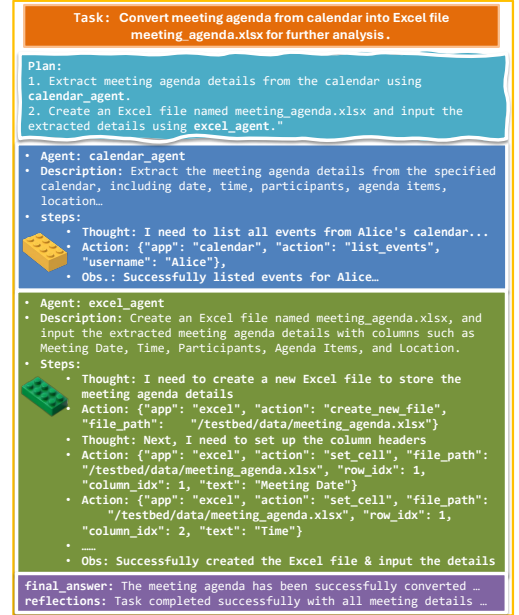 Task: Convert meeting agenda from calendar into Excel file
meeting_agenda.xlsx for further analysis.
Plan:
1. Extract meeting agenda details from the calendar using
calendar_agent.
2. Create an Excel file named meeting_agenda.xlsx and input the
extracted details using excel_agent."
• Agent: calendar_agent
• Description: Extract the meeting agenda details from the specified
calendar, including date, time, participants, agenda items,
location…
• steps:
• Thought: I need to list all events from Alice's calendar...
• Action: {"app": "calendar", "action": "list_events",
"username": "Alice"},
• Obs.: Successfully listed events for Alice…
• Agent: excel_agent
• Description: Create an Excel file named meeting_agenda.xlsx, and
input the extracted meeting agenda details with columns such as
Meeting Date, Time, Participants, Agenda Items, and Location.
• Steps:
• Thought: I need to create a new Excel file to store the
meeting agenda details
• Action: {"app": "excel", "action": "create_new_file",
"file_path": "/testbed/data/meeting_agenda.xlsx"}
• Thought: Next, I need to set up the column headers
• Action: {"app": "excel", "action": "set_cell", "file_path":
"/testbed/data/meeting_agenda.xlsx", "row_idx": 1,
"column_idx": 1, "text": "Meeting Date"}
• Action: {"app": "excel", "action": "set_cell", "file_path":
"/testbed/data/meeting_agenda.xlsx", "row_idx": 1,
"column_idx": 2, "text": "Time"}
• ……
• Obs: Successfully created the Excel file & input the details
final_answer: The meeting agenda has been successfully converted …
reflections: Task completed successfully with all meeting details …